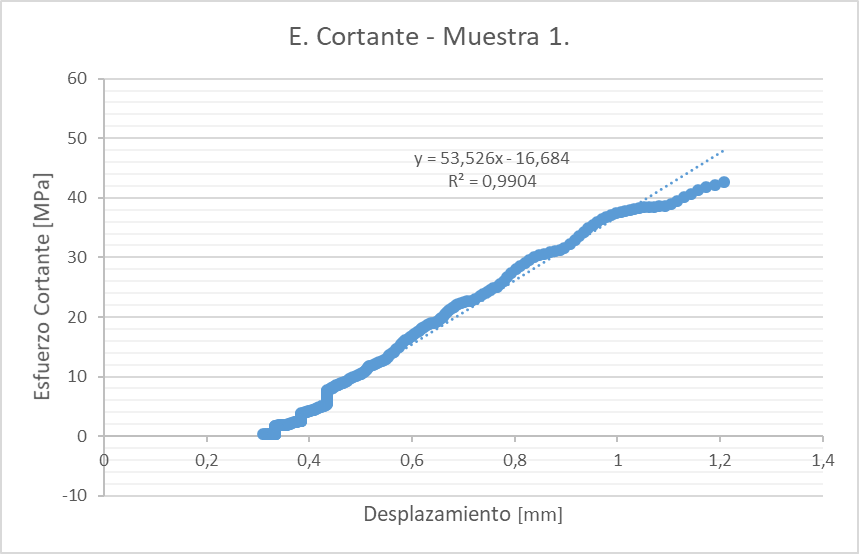 E. Cortante - Muestra 1.
60
50
40
30
20
10
0
-10
y = 53,526x - 16,684
R² = 0,9904
0 0,2 0,4 0,6 0,8 1 1,2 1,4
Esfuerzo Cortante [MPa]
Desplazamiento [mm]